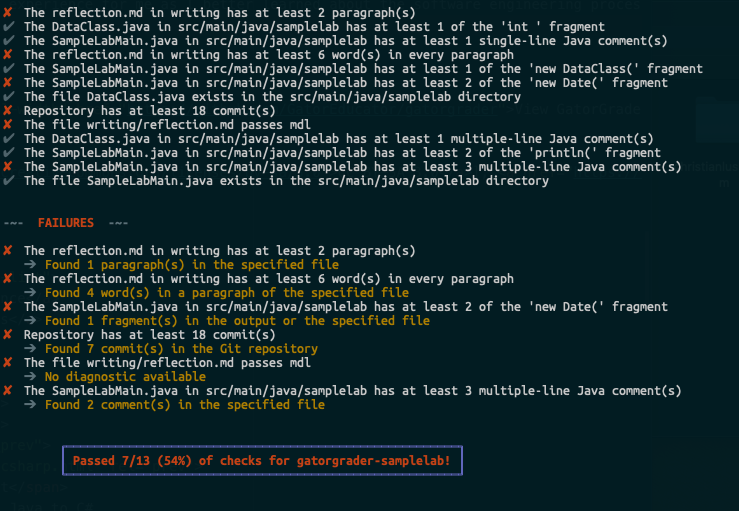 ✘ The reflection.md in writing has at least 2 paragraph(s)
✔ The DataClass.java in src/main/java/samplelab has at least 1 of the 'int ' fragment
✔ The SampleLabMain.java in src/main/java/samplelab has at least 1 single-line Java comment(s)
✘ The reflection.md in writing has at least 6 word(s) in every paragraph
✔ The SampleLabMain.java in src/main/java/samplelab has at least 1 of the 'new DataClass(' fragment
✘ The SampleLabMain.java in src/main/java/samplelab has at least 2 of the 'new Date(' fragment
✔ The file DataClass.java exists in the src/main/java/samplelab directory
✘ Repository has at least 18 commit(s)
✘ The file writing/reflection.md passes mdl
✔ The DataClass.java in src/main/java/samplelab has at least 1 multiple-line Java comment(s)
✔ The SampleLabMain.java in src/main/java/samplelab has at least 2 of the 'println(' fragment
✘ The SampleLabMain.java in src/main/java/samplelab has at least 3 multiple-line Java comment(s)
✔ The file SampleLabMain.java exists in the src/main/java/samplelab directory
-~- FAILURES -~-
✘ The reflection.md in writing has at least 2 paragraph(s)
→ Found 1 paragraph(s) in the specified file
✘ The reflection.md in writing has at least 6 word(s) in every paragraph
→ Found 4 word(s) in a paragraph of the specified file
✘ The SampleLabMain.java in src/main/java/samplelab has at least 2 of the 'new Date(' fragment
→ Found 1 fragment(s) in the output or the specified file
✘ Repository has at least 18 commit(s)
→ Found 7 commit(s) in the Git repository
✘ The file writing/reflection.md passes mdl
→ No diagnostic available
✘ The SampleLabMain.java in src/main/java/samplelab has at least 3 multiple-line Java comment(s)
→ Found 2 comment(s) in the specified file
Passed 7/13 (54%) of checks for gatorgrader-samplelab!